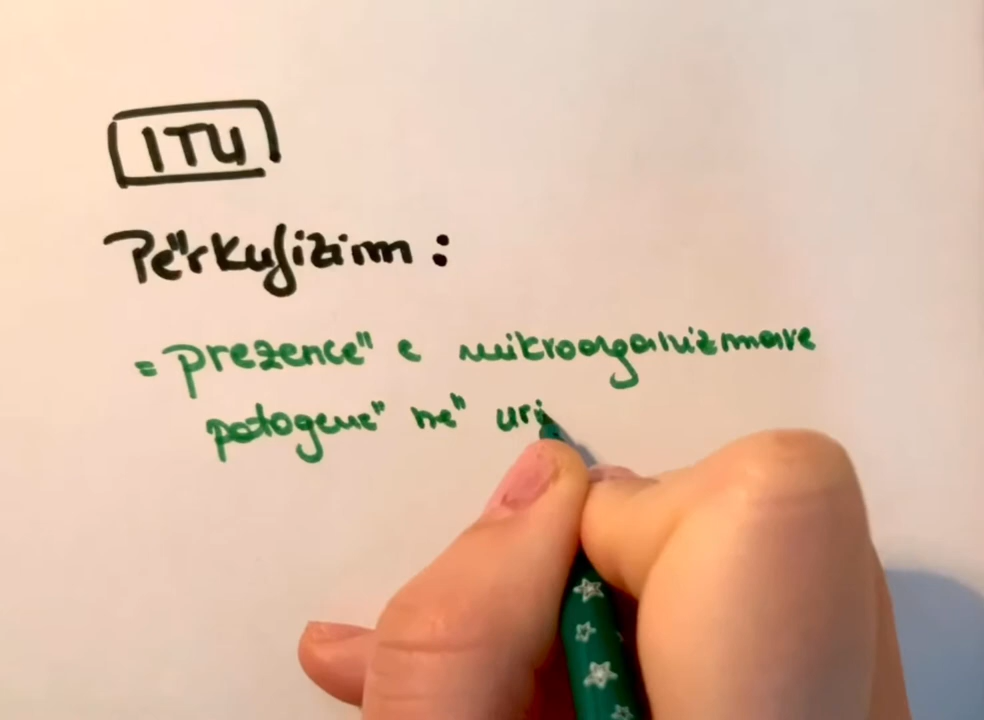 ITU
Përkufizim :
= prezencë e mikroorganizmave
patogenë në uri